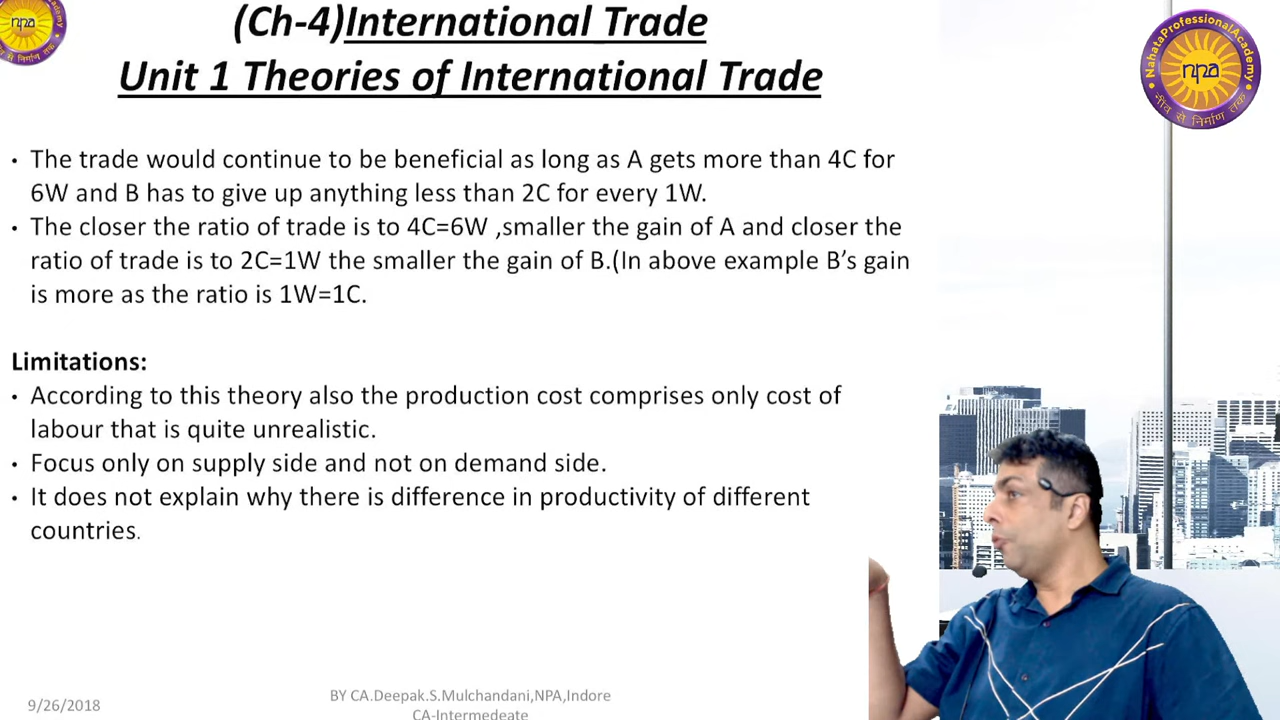 (Ch-4)International Trade
Unit 1 Theories of International Trade
npa
NahataProfessionalAcademy
npa
नींव से निर्माण तक
• The trade would continue to be beneficial as long as A gets more than 4C for
6W and B has to give up anything less than 2C for every 1W.
• The closer the ratio of trade is to 4C=6W ,smaller the gain of A and closer the
ratio of trade is to 2C=1W the smaller the gain of B.(In above example B’s gain
is more as the ratio is 1W=1C.
Limitations:
• According to this theory also the production cost comprises only cost of
labour that is quite unrealistic.
• Focus only on supply side and not on demand side.
• It does not explain why there is difference in productivity of different
countries.
9/26/2018
BY CA.Deepak.S.Mulchandani,NPA,Indore
CA-Intermedeate